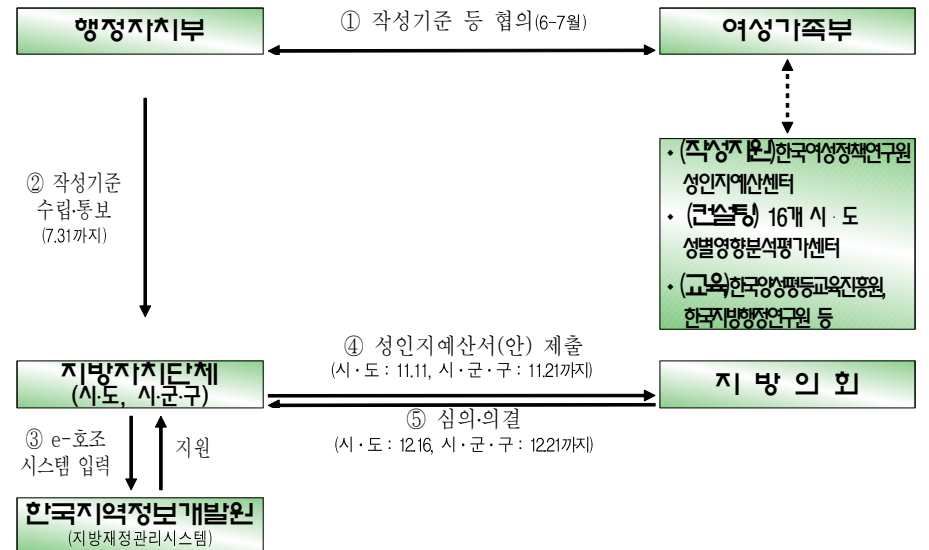 행정자치부
① 작성기준 등 협의(6-7월)
여성가족부
② 작성기준
수립·통보
(7.31까지)
• (작성지원)한국여성정책연구원
성인지예산센터
• (컨설팅) 16개 시·도
성별영향분석평가센터
• (교육)한국양성평등교육진흥원,
한국지방행정연구원 등
지방자치단체
(시·도, 시·군·구)
④ 성인지예산서(안) 제출
(시·도 : 11.11, 시·군·구 : 11.21까지)
⑤ 심의·의결
(시·도 : 12.16, 시·군·구 : 12.21까지)
지 방 의 회
③ e-호조
시스템 입력
지원
한국지역정보개발원
(지방재정관리시스템)